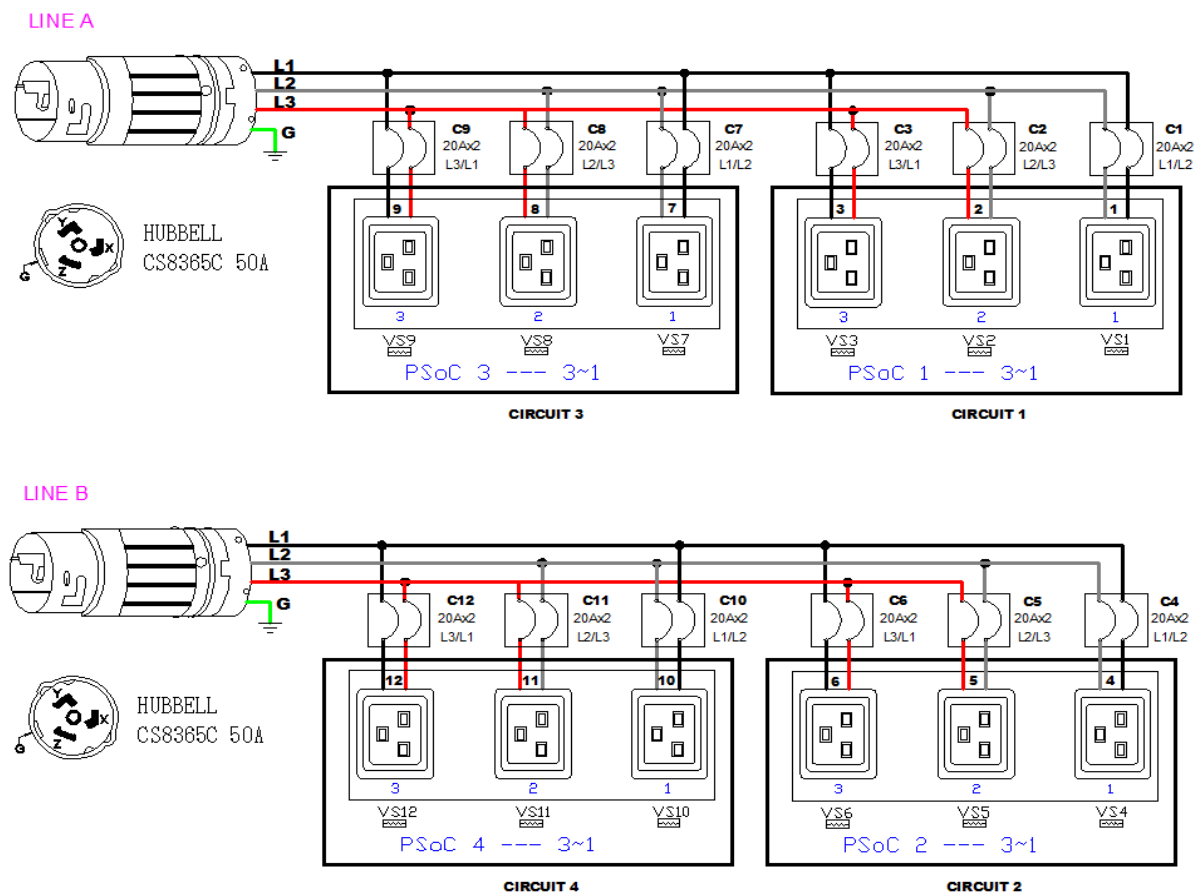 LINE A
L1
L2
L3
G
C9
20Ax2
L3/L1
C8
20Ax2
L2/L3
C7
20Ax2
L1/L2
C3
20Ax2
L3/L1
C2
20Ax2
L2/L3
C1
20Ax2
L1/L2
Y
X
Z
G
HUBBELL
CS8365C 50A
9
8
7
3
2
1
VS9
VS8
VS7
PSoC 3 --- 3~1
CIRCUIT 3
3
2
1
3
2
1
VS3
VS2
VS1
PSoC 1 --- 3~1
CIRCUIT 1
LINE B
L1
L2
L3
G
C12
20Ax2
L3/L1
C11
20Ax2
L2/L3
C10
20Ax2
L1/L2
C6
20Ax2
L3/L1
C5
20Ax2
L2/L3
C4
20Ax2
L1/L2
Y
X
Z
G
HUBBELL
CS8365C 50A
12
11
10
3
2
1
VS12
VS11
VS10
PSoC 4 --- 3~1
CIRCUIT 4
6
5
4
3
2
1
VS6
VS5
VS4
PSoC 2 --- 3~1
CIRCUIT 2